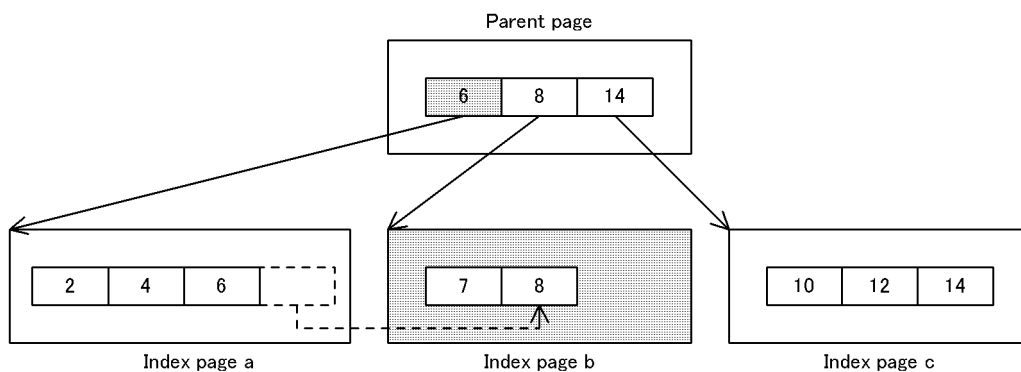 Parent page
6 8 14
2 4 6
7 8
10 12 14
Index page a
Index page b
Index page c